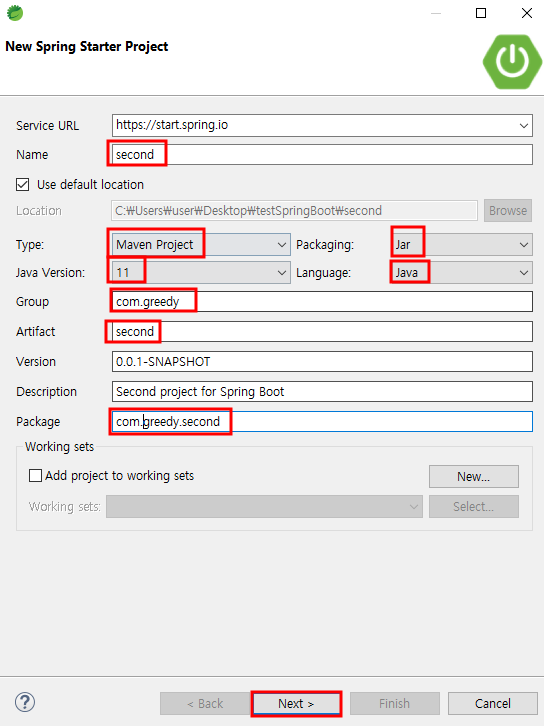 New Spring Starter Project
Service URL https://start.spring.io
Name second
Use default location
Location C:₩Users₩user₩Desktop₩testSpringBoot₩second Browse
Type: Maven Project Packaging: Jar
Java Version: 11 Language: Java
Group com.greedy
Artifact second
Version 0.0.1-SNAPSHOT
Description Second project for Spring Boot
Package com.greedy.second
Working sets
Add project to working sets New...
Working sets: Select...
? < Back Next > Finish Cancel